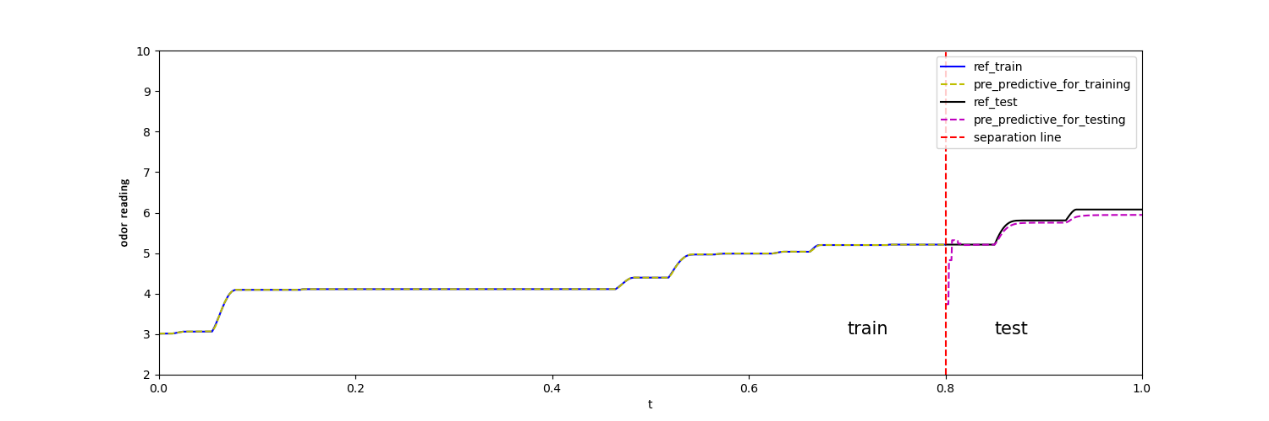 10
9
8
7
6
5
4
3
2
odor reading
0.0
0.2
0.4
0.6
0.8
1.0
t
ref_train
pre_predictive_for_training
ref_test
pre_predictive_for_testing
separation line
train
test